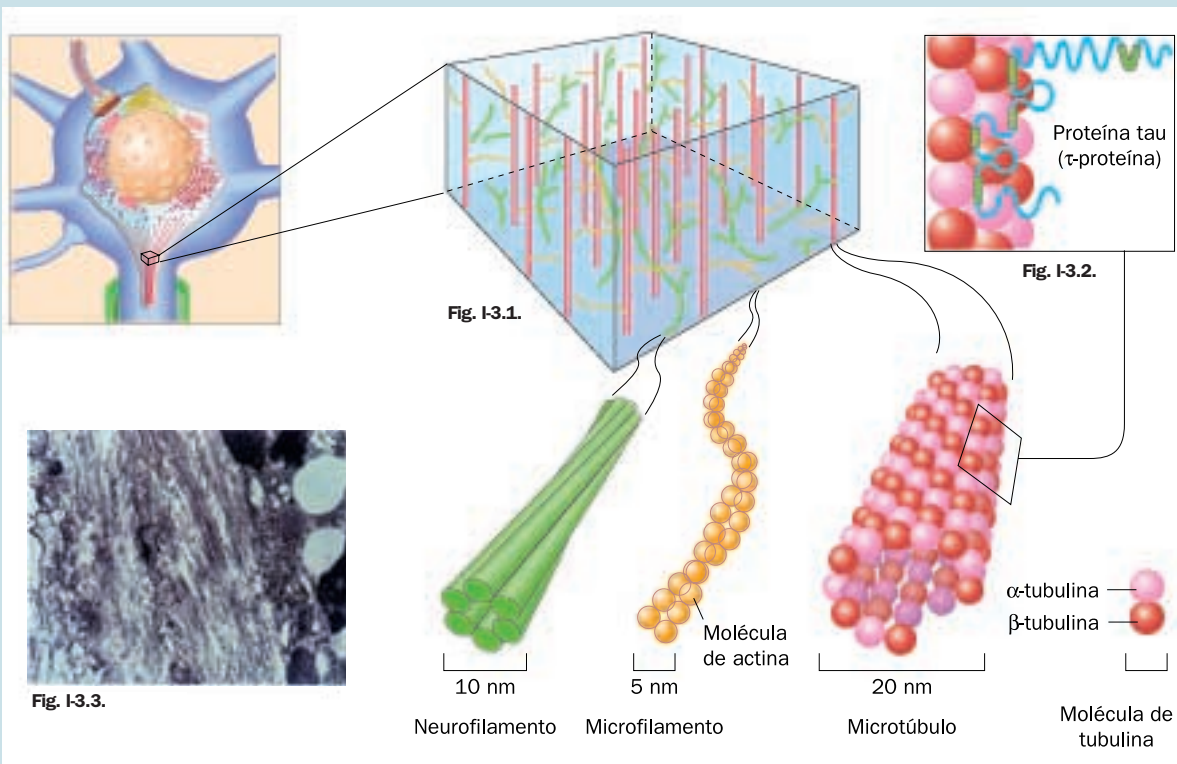 Proteína tau
(τ-proteína)
Fig. I-3.2.
Fig. I-3.1.
Fig. I-3.3.
Molécula
de actina
α-tubulina
β-tubulina
10 nm
5 nm
20 nm
Neurofilamento
Microfilamento
Microtúbulo
Molécula de
tubulina